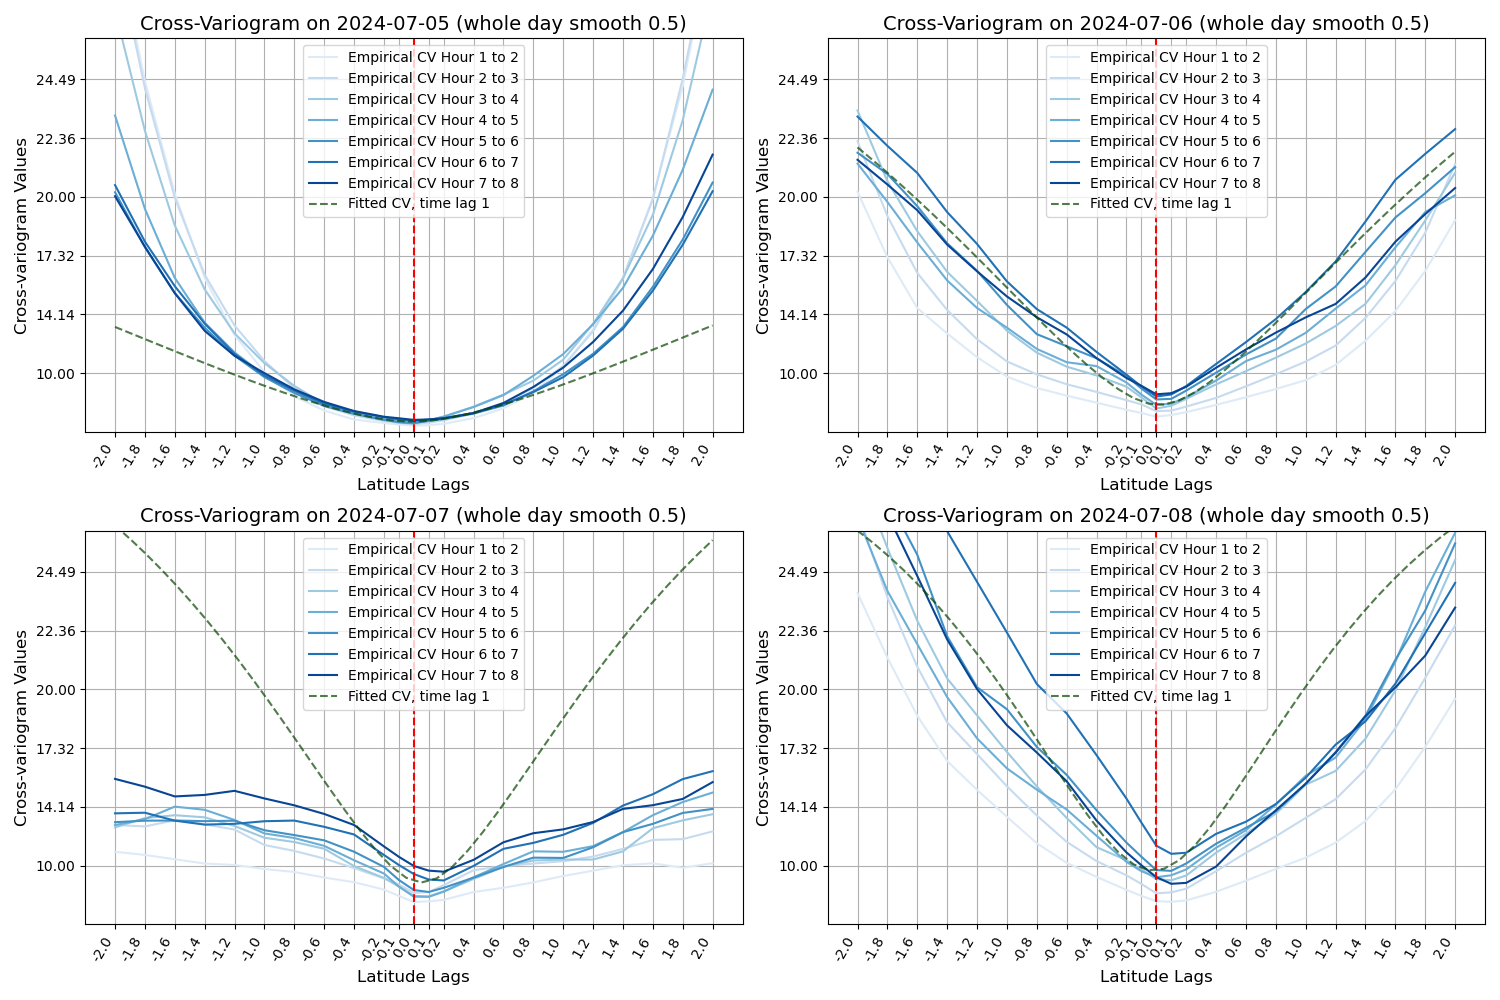 Cross-Variogram on 2024-07-05 (whole day smooth 0.5)
Cross-variogram Values
24.49
22.36
20.00
17.32
14.14
10.00
Empirical CV Hour 1 to 2
Empirical CV Hour 2 to 3
Empirical CV Hour 3 to 4
Empirical CV Hour 4 to 5
Empirical CV Hour 5 to 6
Empirical CV Hour 6 to 7
Empirical CV Hour 7 to 8
Fitted CV, time lag 1
-2.0 -1.8 -1.6 -1.4 -1.2 -1.0 -0.8 -0.6 -0.4 -0.2 -0.1 0.0 0.1 0.2 0.4 0.6 0.8 1.0 1.2 1.4 1.6 1.8 2.0
Latitude Lags
Cross-Variogram on 2024-07-06 (whole day smooth 0.5)
Cross-variogram Values
24.49
22.36
20.00
17.32
14.14
10.00
Empirical CV Hour 1 to 2
Empirical CV Hour 2 to 3
Empirical CV Hour 3 to 4
Empirical CV Hour 4 to 5
Empirical CV Hour 5 to 6
Empirical CV Hour 6 to 7
Empirical CV Hour 7 to 8
Fitted CV, time lag 1
-2.0 -1.8 -1.6 -1.4 -1.2 -1.0 -0.8 -0.6 -0.4 -0.2 -0.1 0.0 0.1 0.2 0.4 0.6 0.8 1.0 1.2 1.4 1.6 1.8 2.0
Latitude Lags
Cross-Variogram on 2024-07-07 (whole day smooth 0.5)
Cross-variogram Values
24.49
22.36
20.00
17.32
14.14
10.00
Empirical CV Hour 1 to 2
Empirical CV Hour 2 to 3
Empirical CV Hour 3 to 4
Empirical CV Hour 4 to 5
Empirical CV Hour 5 to 6
Empirical CV Hour 6 to 7
Empirical CV Hour 7 to 8
Fitted CV, time lag 1
-2.0 -1.8 -1.6 -1.4 -1.2 -1.0 -0.8 -0.6 -0.4 -0.2 -0.1 0.0 0.1 0.2 0.4 0.6 0.8 1.0 1.2 1.4 1.6 1.8 2.0
Latitude Lags
Cross-Variogram on 2024-07-08 (whole day smooth 0.5)
Cross-variogram Values
24.49
22.36
20.00
17.32
14.14
10.00
Empirical CV Hour 1 to 2
Empirical CV Hour 2 to 3
Empirical CV Hour 3 to 4
Empirical CV Hour 4 to 5
Empirical CV Hour 5 to 6
Empirical CV Hour 6 to 7
Empirical CV Hour 7 to 8
Fitted CV, time lag 1
-2.0 -1.8 -1.6 -1.4 -1.2 -1.0 -0.8 -0.6 -0.4 -0.2 -0.1 0.0 0.1 0.2 0.4 0.6 0.8 1.0 1.2 1.4 1.6 1.8 2.0
Latitude Lags